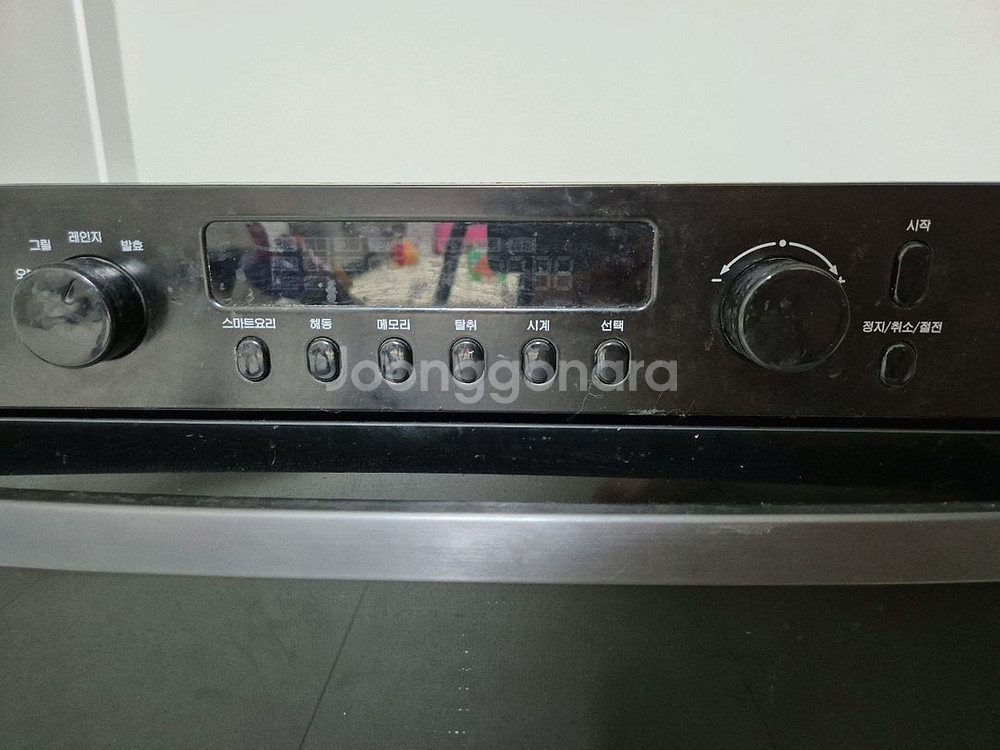 그릴 레인지 발효
시작
스마트요리 해동 메모리 탈취 시계 선택
- +
정지/취소/절전
Joonggonara